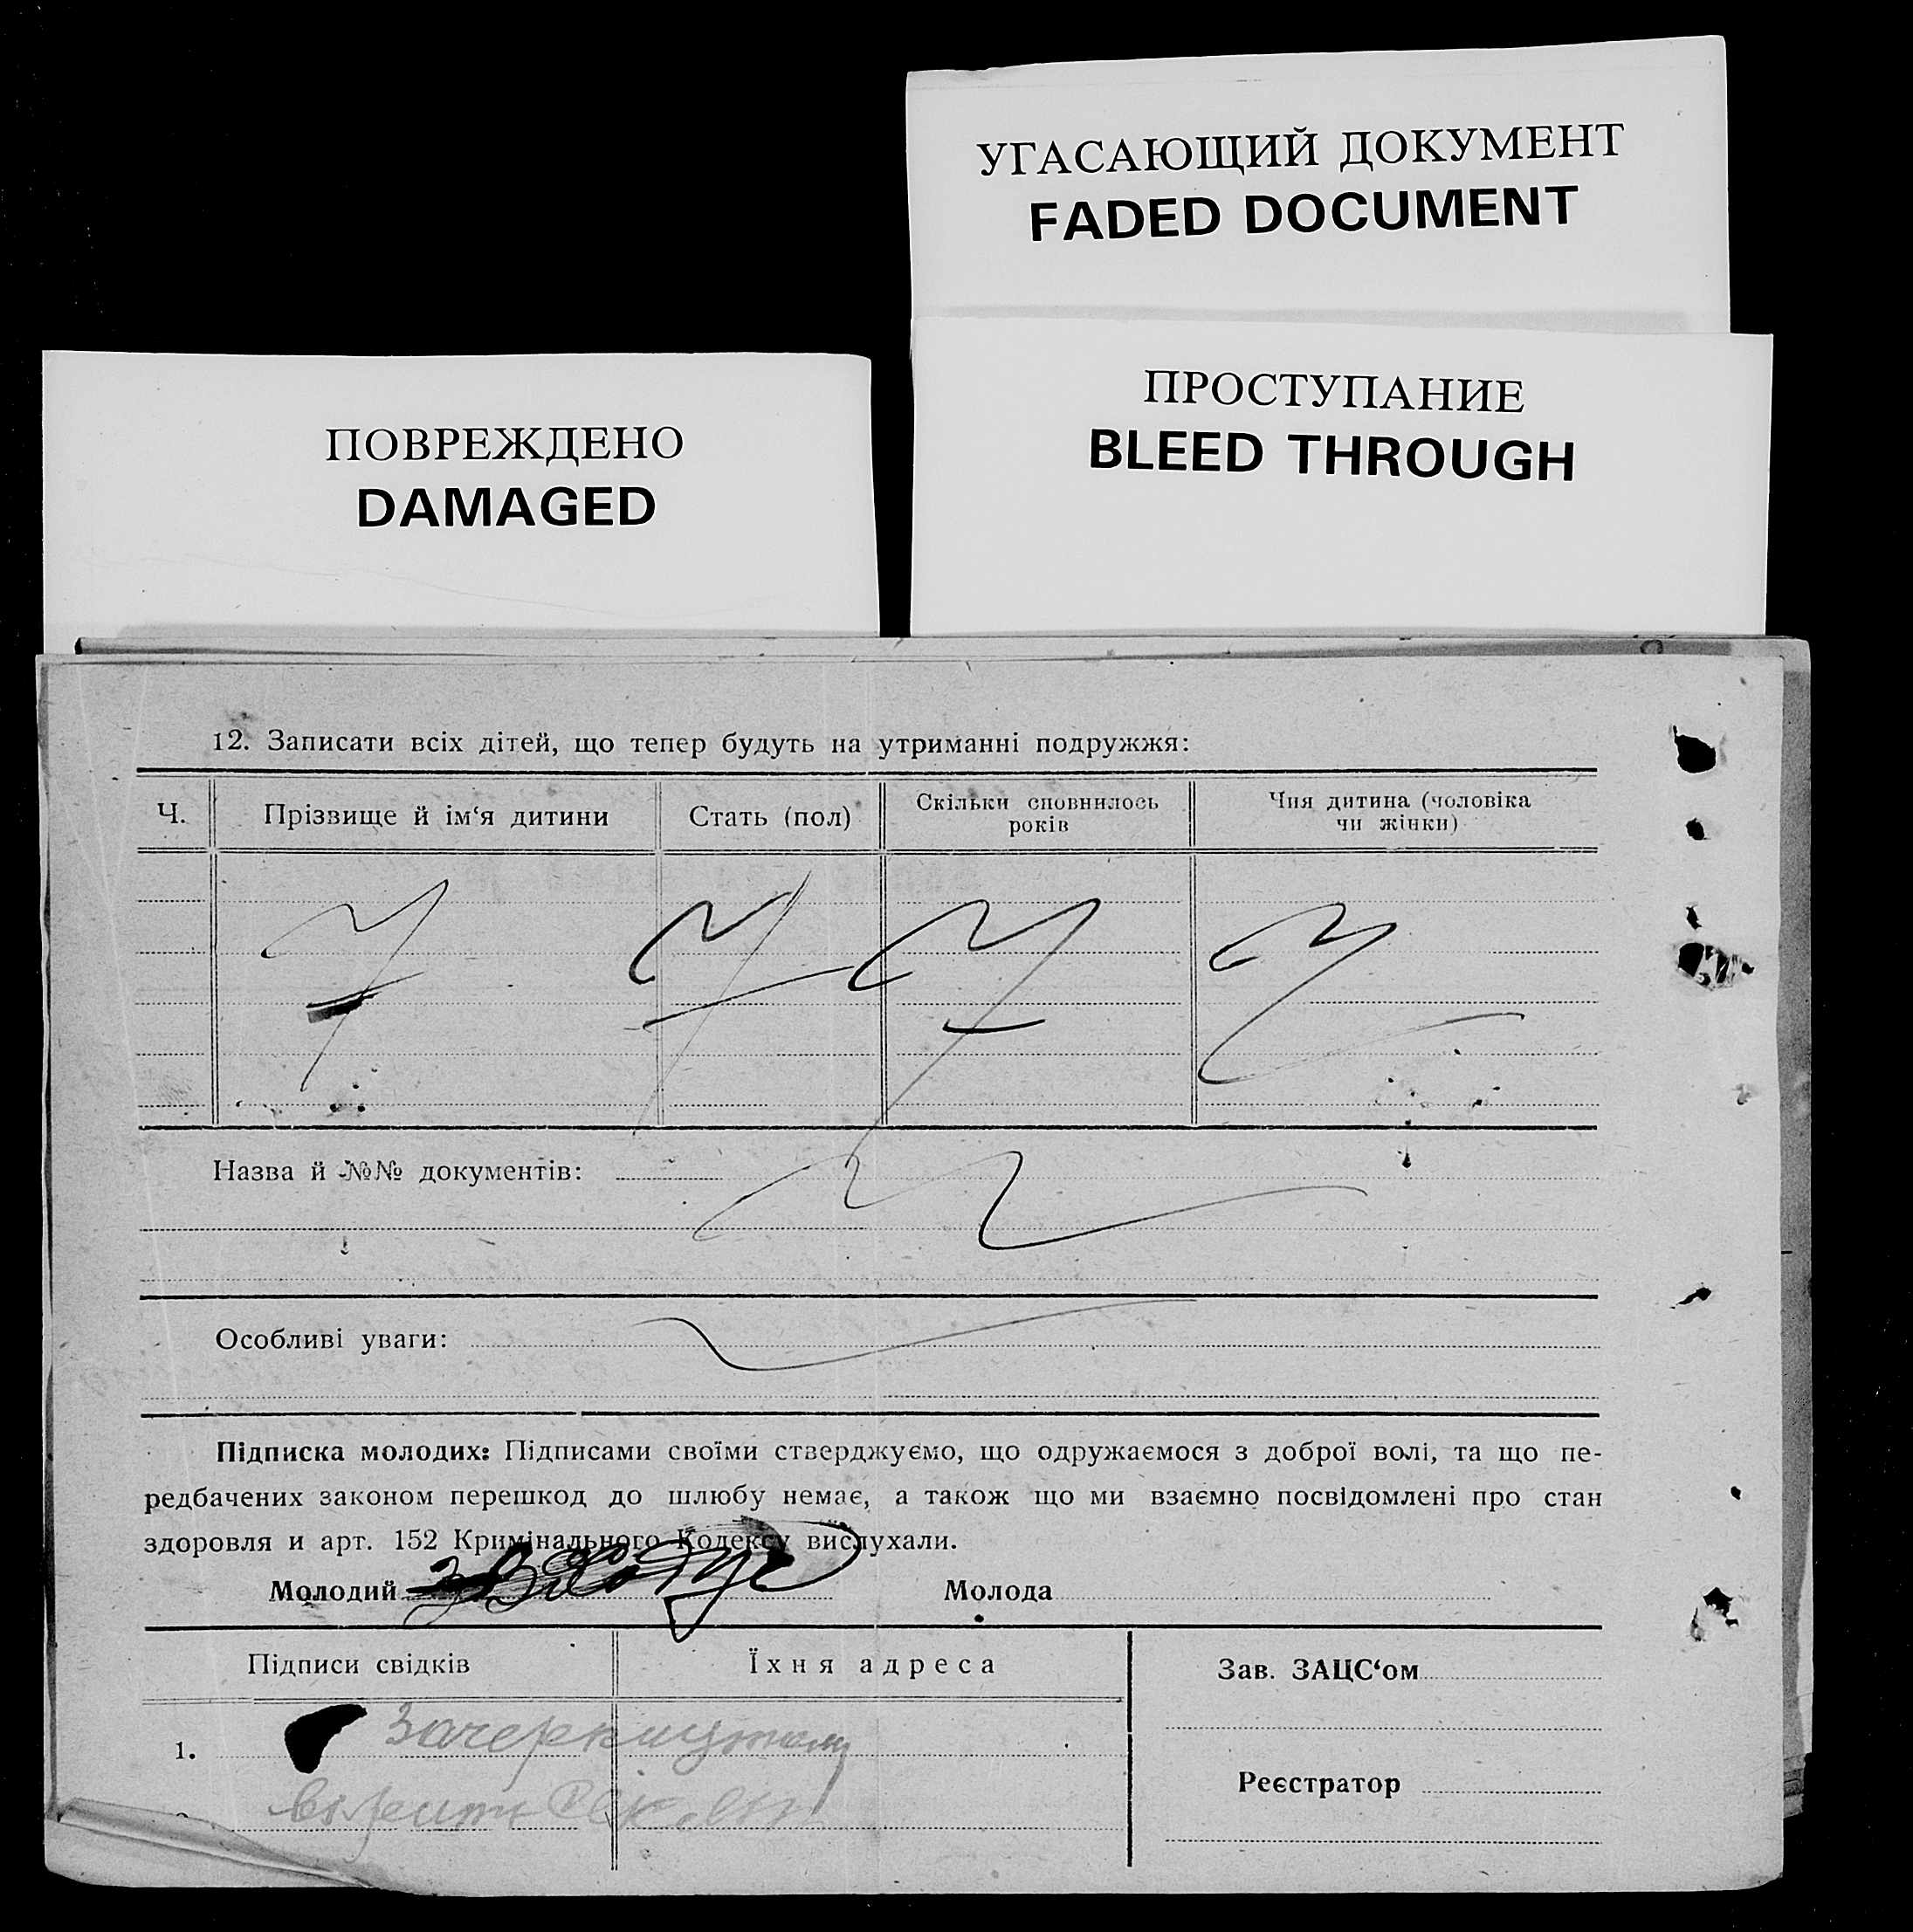 УГАСАЮЩИЙ ДОКУМЕНТ
FADED DOCUMENT
ПРОСТУПАНИЕ
BLEED THROUGH
ПОВРЕЖДЕНО
DAMAGED
12. Записати всіх дітей, що тепер будуть на утриманні подружжя:
Ч.
Прізвище й ім‘я дитини
Стать (пол)
Скільки сповнилось
років
Чия дитина (чоловіка
чи жінки)
Назва й №№ документів:
Особливі уваги:
Підписка молодих: Підписами своїми стверджуємо, що одружаємося з доброї волі, та що пе-
редбачених законом перешкод до шлюбу немає, а також що ми взаємно посвідомлені про стан
здоровля и арт. 152 Кримінального Кодексу вислухали.
Молодий
Молода
Підписи свідків
Їхня адреса
Зав. ЗАЦС‘ом
1.
Реєстратор